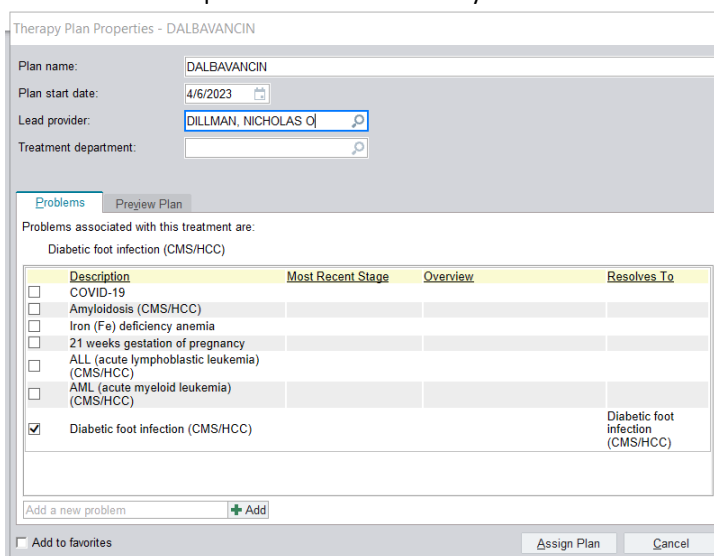 Therapy Plan Properties - DALBAVANCIN
Plan name: DALBAVANCIN
Plan start date: 4/6/2023
Lead provider: DILLMAN, NICHOLAS O
Treatment department:
Problems Preview Plan
Problems associated with this treatment are:
Diabetic foot infection (CMS/HCC)
Description Most Recent Stage Overview Resolves To
COVID-19
Amyloidosis (CMS/HCC)
Iron (Fe) deficiency anemia
21 weeks gestation of pregnancy
ALL (acute lymphoblastic leukemia)
(CMS/HCC)
AML (acute myeloid leukemia)
(CMS/HCC)
Diabetic foot infection (CMS/HCC) Diabetic foot
infection
(CMS/HCC)
Add a new problem Add
Add to favorites Assign Plan Cancel